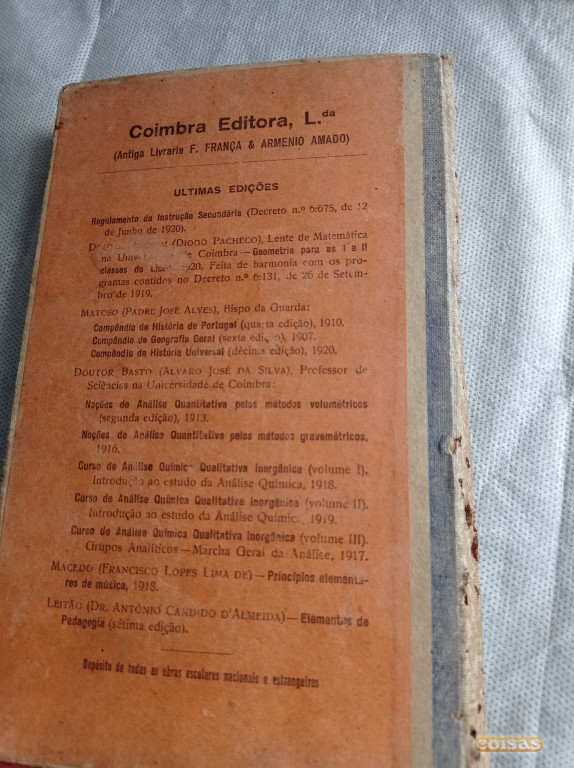 Coimbra Editora, L.da
(Antiga Livraria F. FRANÇA & ARMENIO AMADO)
ULTIMAS EDIÇÕES
Regulamento da Instrução Secundária (Decreto n.º 6:675, de 12
de Junho de 1920).
(DIOGO PACHECO), Lente de Matemática
na de Coimbra — Geometria para as I e II
classes do 1920. Feita de harmonia com os pro-
gramas contidos no Decreto n.º 6:131, de 26 de Setem-
bro de 1919.
MATOSO (PADRE JOSÉ ALVES), Bispo da Guarda:
Compêndio de História de Portugal (quarta edição), 1910.
Compêndio de Geografia Geral (sexta edição), 1907.
Compêndio de História Universal (décima edição), 1920.
DOUTOR BASTO (ÁLVARO JOSÉ DA SILVA), Professor de
Sciências na Universidade de Coimbra:
Noções de Análise Quantitativa pelos métodos volumétricos
(segunda edição), 1913.
Noções de Análise Quantitativa pelos métodos gravemétricos,
1916.
Curso de Análise Química Qualitativa Inorgânica (volume I).
Introdução ao estudo da Análise Química, 1918.
Curso de Análise Química Qualitativa Inorgânica (volume II).
Introdução ao estudo da Análise Química, 1919.
Curso de Análise Química Qualitativa Inorgânica (volume III).
Grupos Analíticos — Marcha Geral da Análise, 1917.
MACEDO (FRANCISCO LOPES LIMA DE) — Princípios elementa-
res de música, 1918.
LEITÃO (DR. ANTÓNIO CANDIDO D'ALMEIDA) — Elementos de
Pedagogia (sétima edição).
Depósito de todas as obras escolares nacionais e estrangeiras
coisas